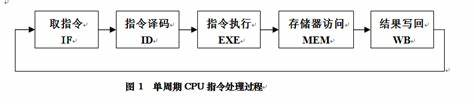 取指令
IF
指令译码
ID
指令执行
EXE
存储器访问
MEM
结果写回
WB
图 1 单周期 CPU 指令处理过程